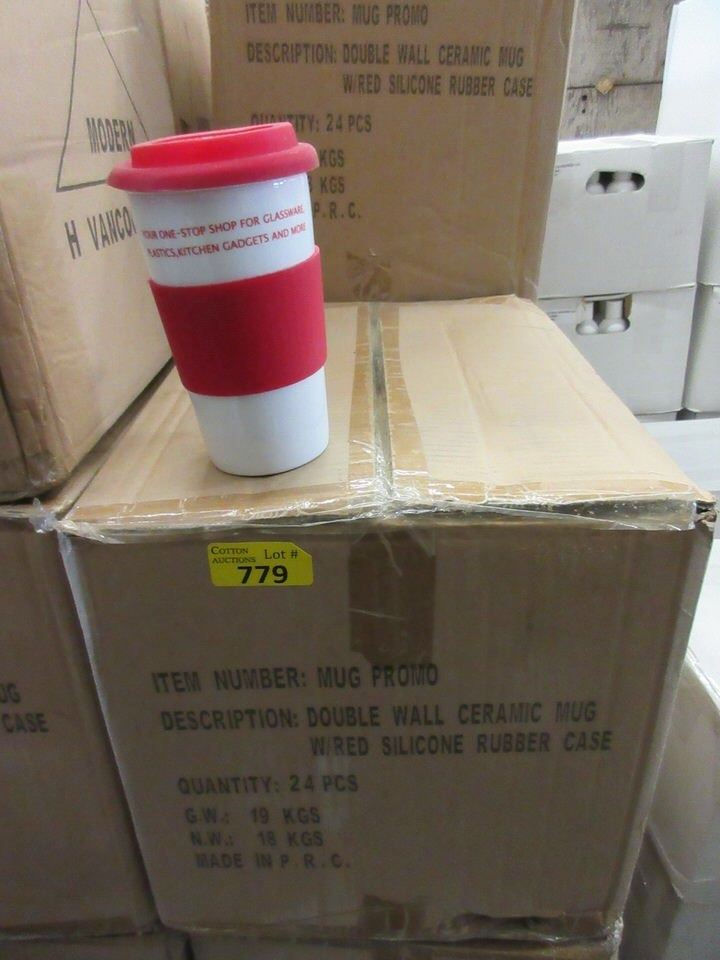 ITEM NUMBER: MUG PROMO
DESCRIPTION: DOUBLE WALL CERAMIC MUG
W/RED SILICONE RUBBER CASE
QUANTITY: 24 PCS
KGS
KGS
P.R.C.
MODERN
H VANCO
YOUR ONE-STOP SHOP FOR GLASSWARE,
PLASTICS,KITCHEN GADGETS AND MORE
COTTON
AUCTIONS Lot #
779
ITEM NUMBER: MUG PROMO
DESCRIPTION: DOUBLE WALL CERAMIC MUG
W/RED SILICONE RUBBER CASE
QUANTITY: 24 PCS
G.W.: 19 KGS
N.W.: 18 KGS
MADE IN P.R.C.
UG
CASE